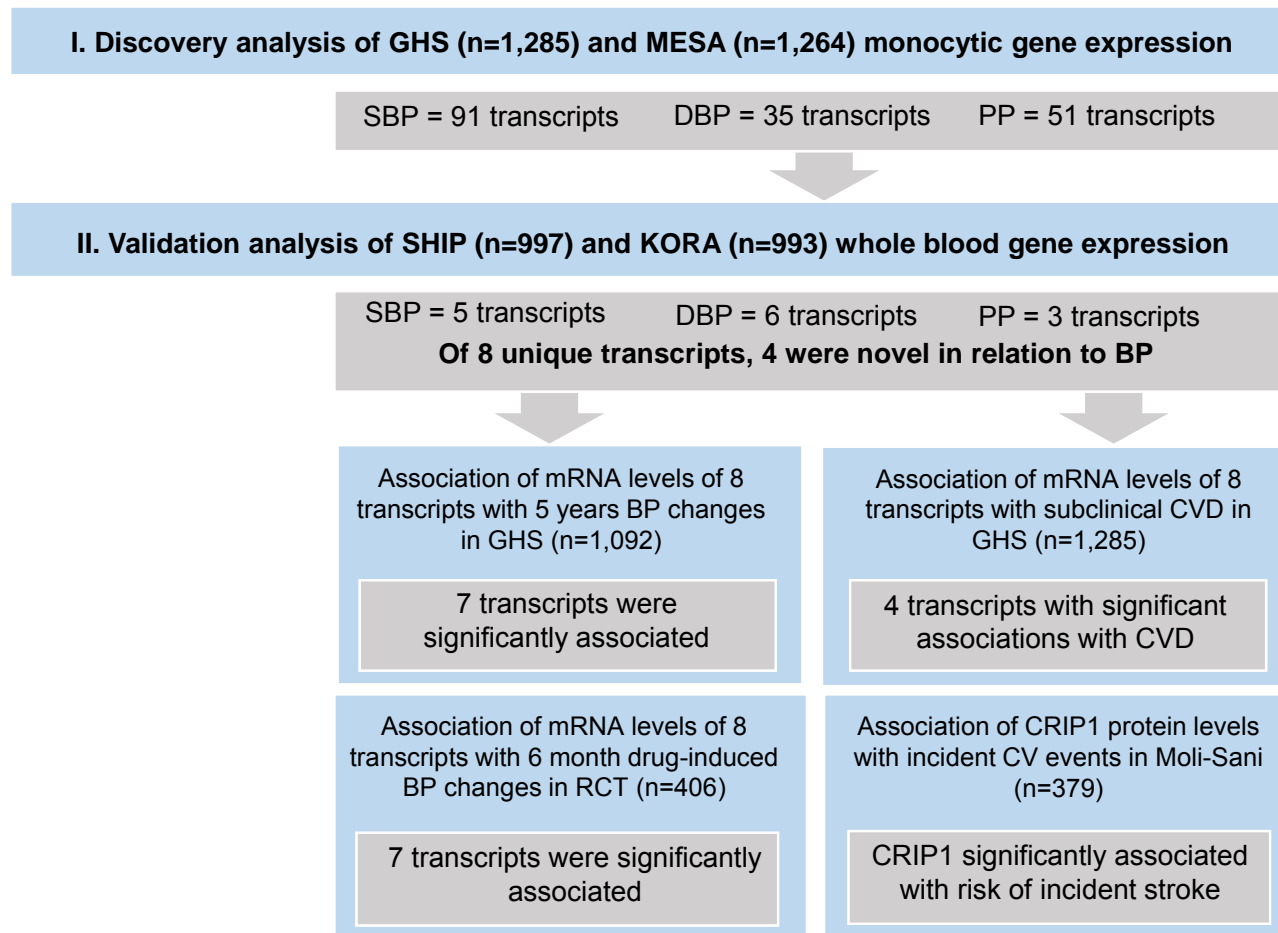 I. Discovery analysis of GHS (n=1,285) and MESA (n=1,264) monocytic gene expression
SBP = 91 transcripts DBP = 35 transcripts PP = 51 transcripts
II. Validation analysis of SHIP (n=997) and KORA (n=993) whole blood gene expression
SBP = 5 transcripts DBP = 6 transcripts PP = 3 transcripts
Of 8 unique transcripts, 4 were novel in relation to BP
Association of mRNA levels of 8
transcripts with 5 years BP changes
in GHS (n=1,092)
7 transcripts were
significantly associated
Association of mRNA levels of 8
transcripts with subclinical CVD in
GHS (n=1,285)
4 transcripts with significant
associations with CVD
Association of mRNA levels of 8
transcripts with 6 month drug-induced
BP changes in RCT (n=406)
7 transcripts were significantly
associated
Association of CRIP1 protein levels
with incident CV events in Moli-Sani
(n=379)
CRIP1 significantly associated
with risk of incident stroke